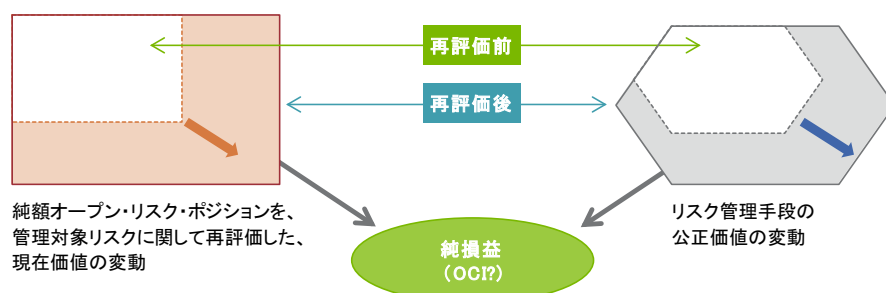 再評価前
再評価後
純額オープン・リスク・ポジションを、
管理対象リスクに関して再評価した、
現在価値の変動
リスク管理手段の
公正価値の変動
純損益
（OCI?）